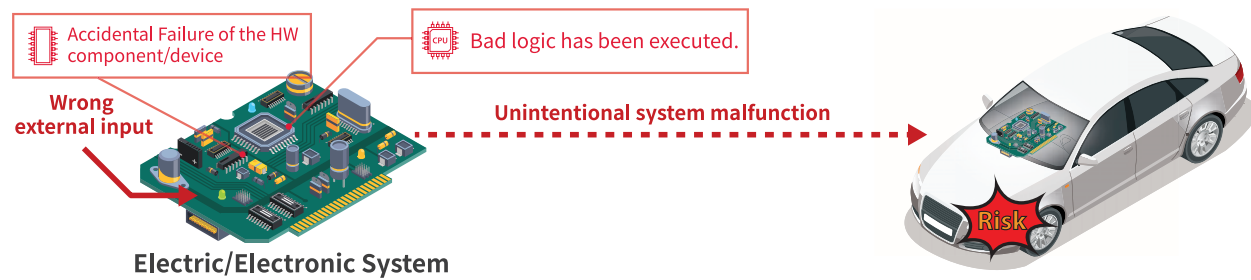 Accidental Failure of the HW
component/device
CPU
Bad logic has been executed.
Wrong
external input
Unintentional system malfunction
Risk
Electric/Electronic System